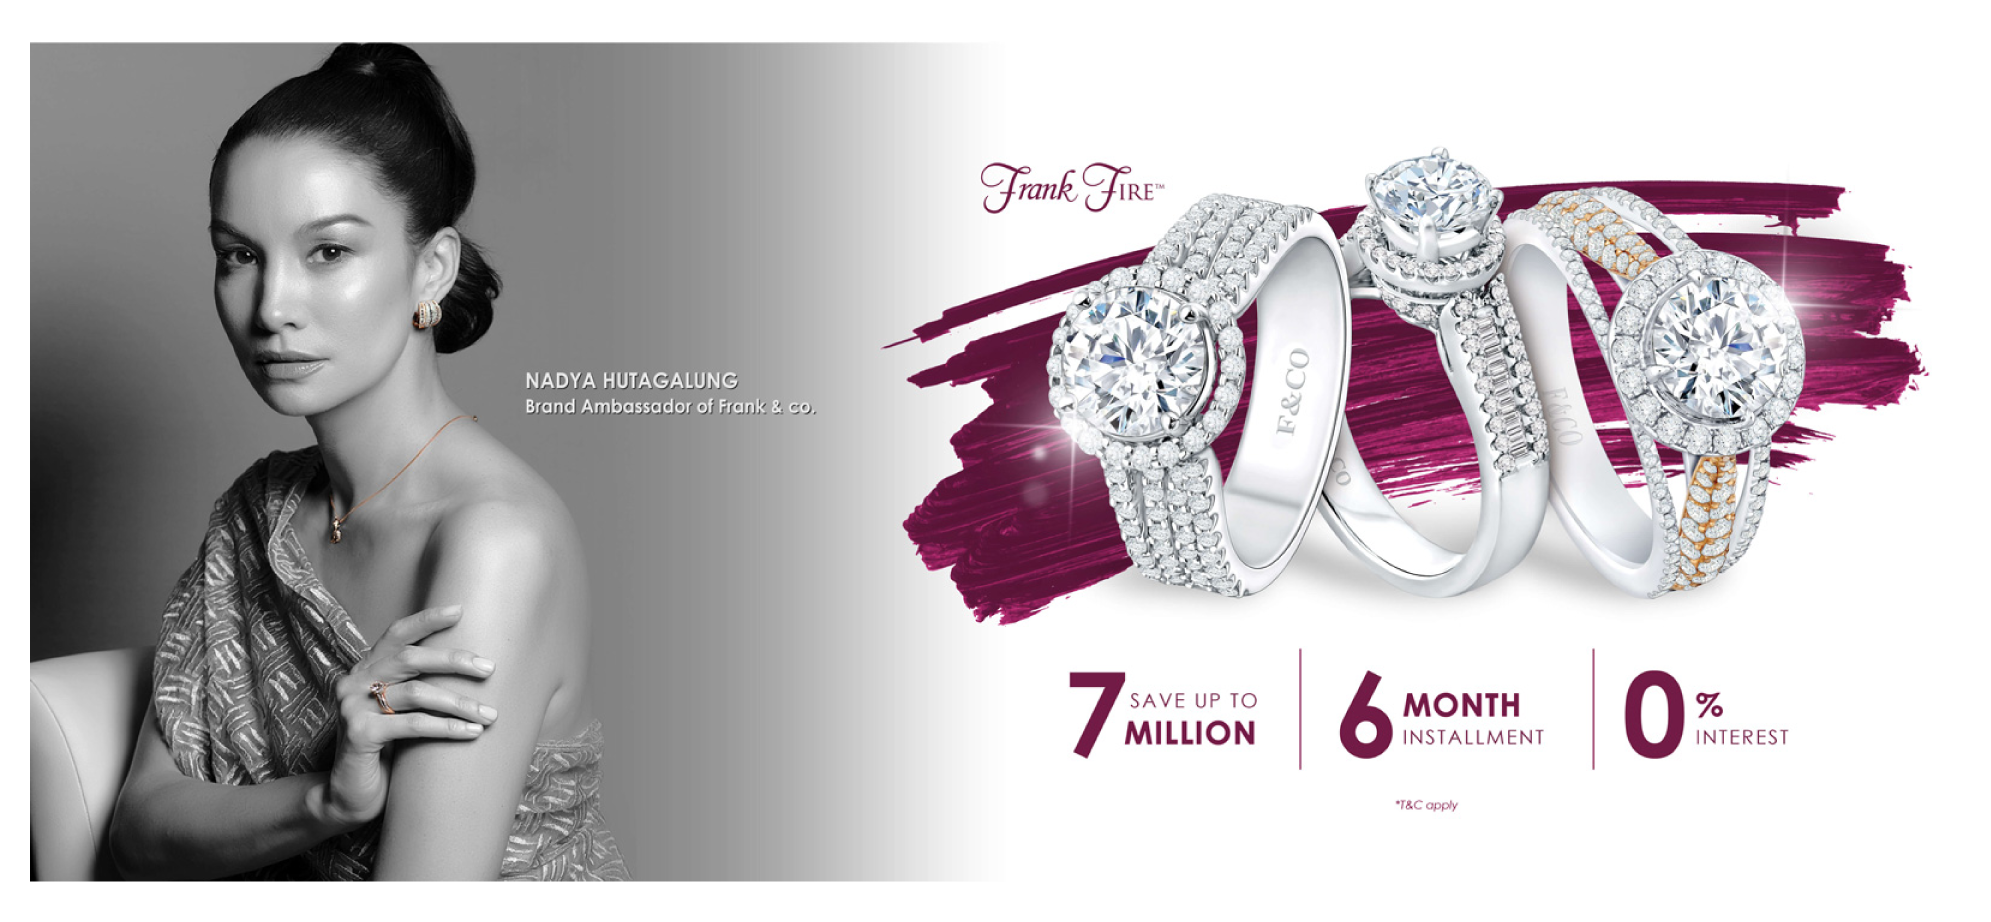 NADYA HUTAGALUNG
Brand Ambassador of Frank & co.
Frank Fire™
F&CO
CO
F&CO
7 SAVE UP TO
MILLION
6 MONTH
INSTALLMENT
0 %
INTEREST
*T&C apply